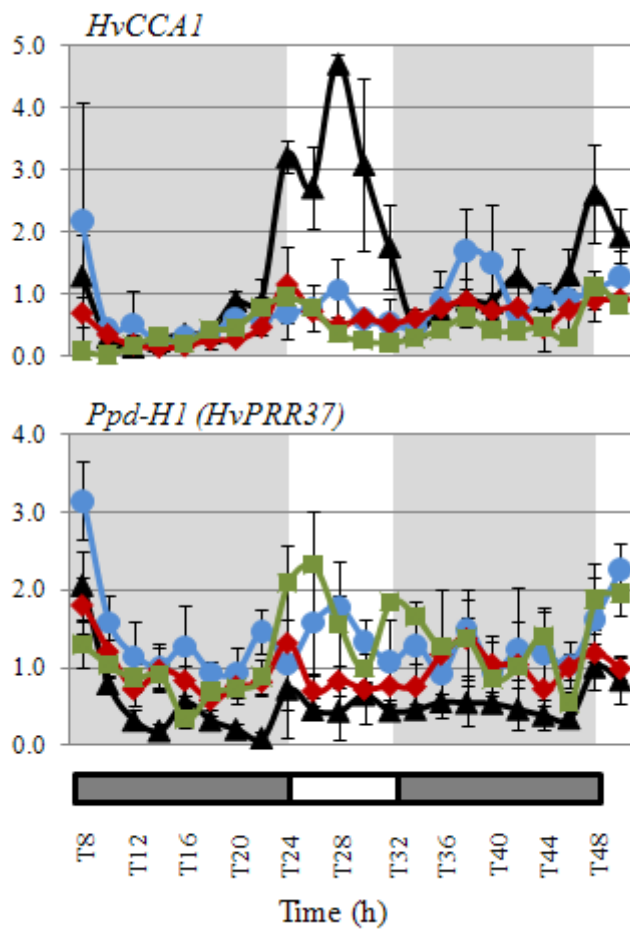 HvCCA1
5.0
4.0
3.0
2.0
1.0
0.0
Ppd-H1 (HvPRR37)
4.0
3.0
2.0
1.0
0.0
T8
T12
T16
T20
T24
T28
T32
T36
T40
T44
T48
Time (h)